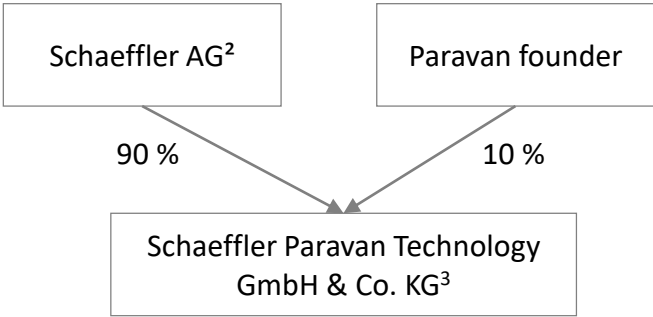 Schaeffler AG²
Paravan founder
90 %
10 %
Schaeffler Paravan Technology
GmbH & Co. KG³